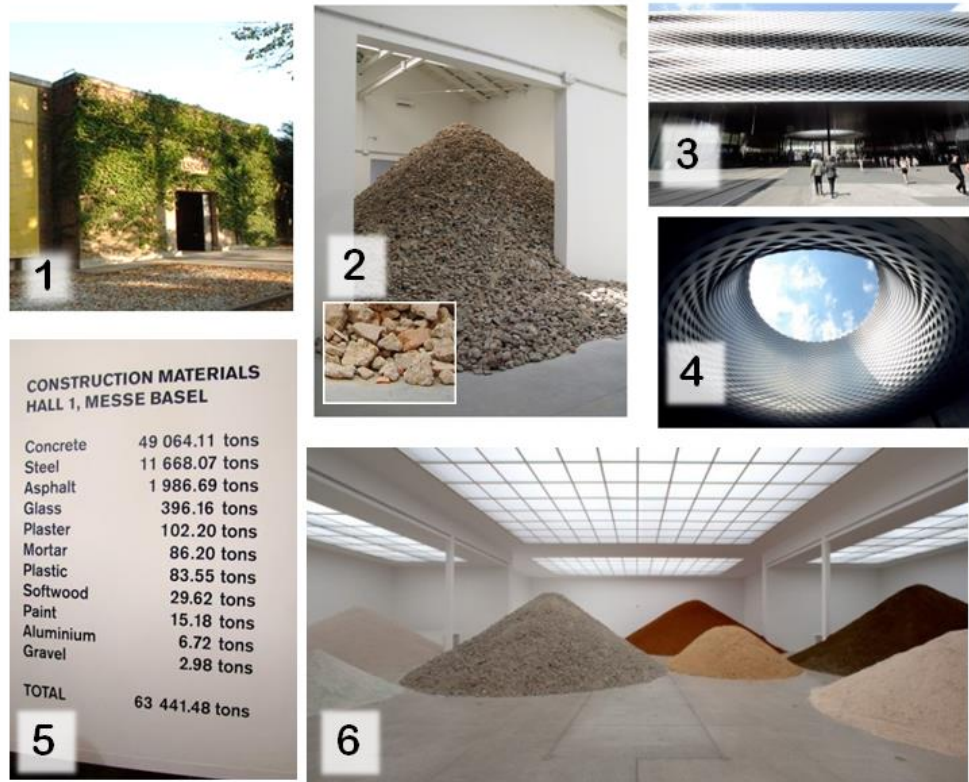 1
2
3
4
CONSTRUCTION MATERIALS
HALL 1, MESSE BASEL
Concrete 49 064.11 tons
Steel 11 668.07 tons
Asphalt 1 986.69 tons
Glass 396.16 tons
Plaster 102.20 tons
Mortar 86.20 tons
Plastic 83.55 tons
Softwood 29.62 tons
Paint 15.18 tons
Aluminium 6.72 tons
Gravel 2.98 tons
TOTAL 63 441.48 tons
5
6